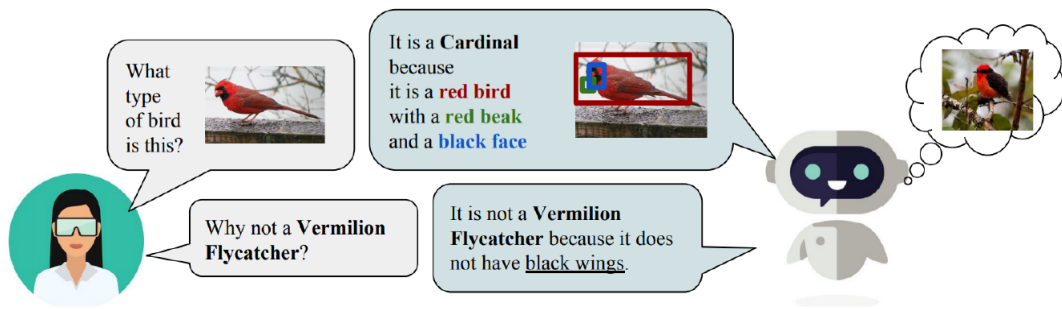 What
type
of bird
is this?
It is a Cardinal
because
it is a red bird
with a red beak
and a black face
Why not a Vermilion
Flycatcher?
It is not a Vermilion
Flycatcher because it does
not have black wings.